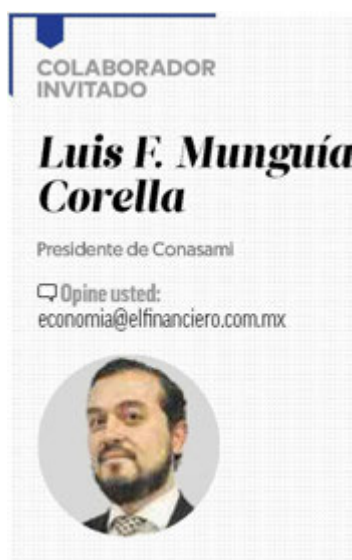 COLABORADOR
INVITADO
Luis F. Munguía
Corella
Presidente de Conasami
Opine usted:
economia@elfinanciero.com.mx